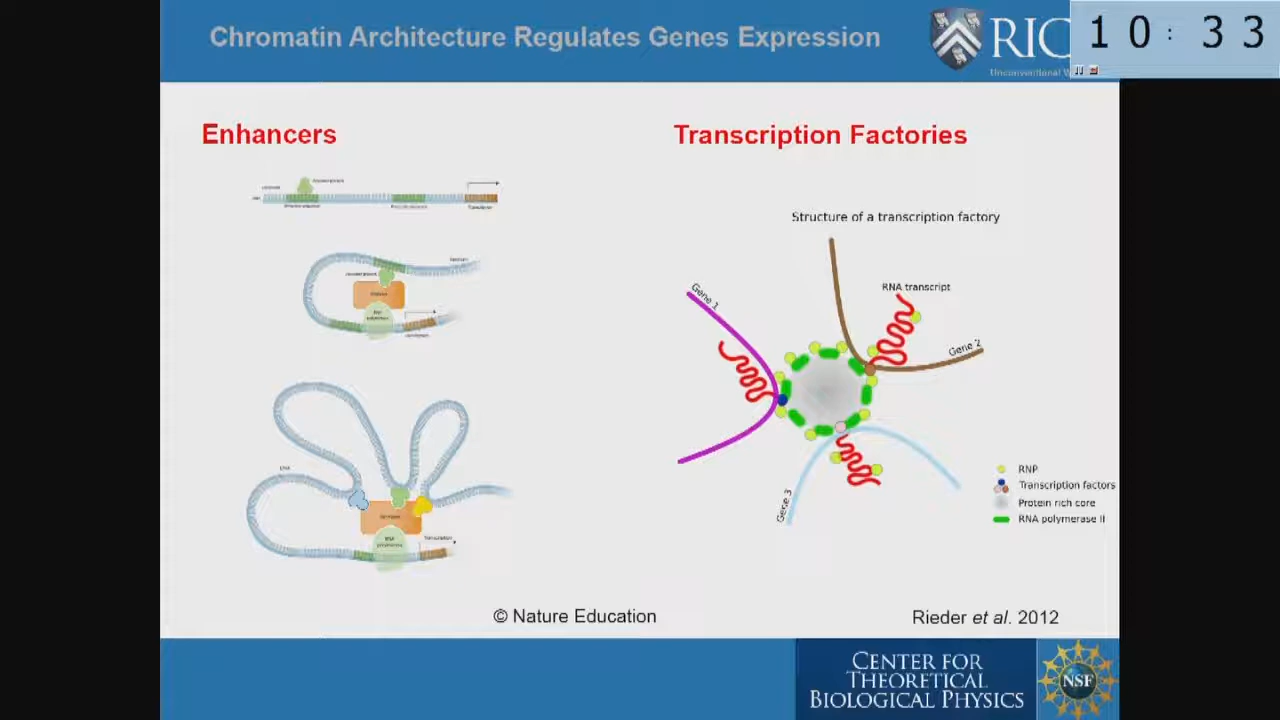 Chromatin Architecture Regulates Genes Expression
RIC
Unconventional W
10:33
Enhancers
Transcription Factories
Structure of a transcription factory
Gene 1
RNA transcript
Gene 2
Gene 3
DNA
RNP
Transcription factors
Protein rich core
RNA polymerase II
© Nature Education
Rieder et al. 2012
CENTER FOR
THEORETICAL
BIOLOGICAL PHYSICS
NSF